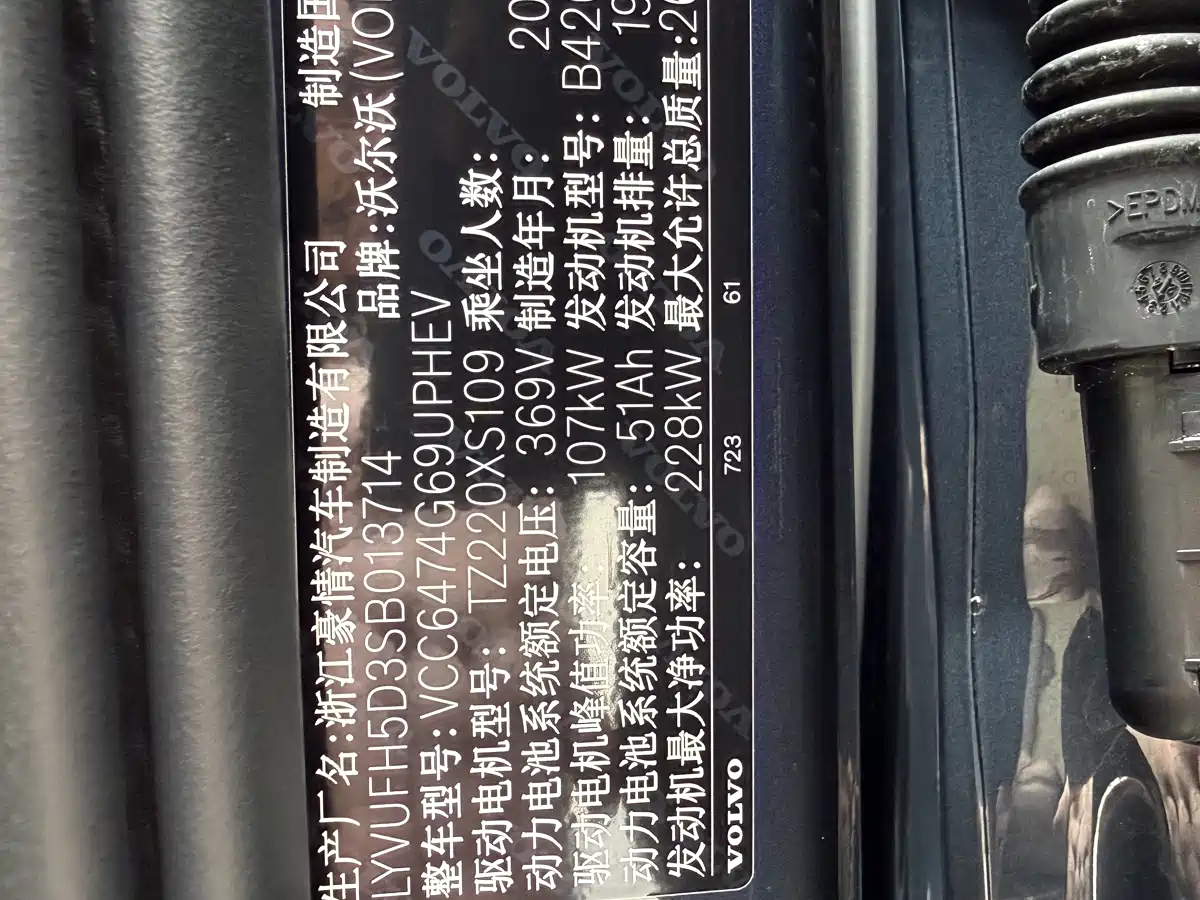 生产厂名:浙江豪情汽车制造有限公司 制造国
LYVUFH5D3SB013714 品牌:沃尔沃(VO
整车型号:VCC6474G69UPHEV
驱动电机型号: TZ220XS109 乘坐人数:
动力电池系统额定电压: 369V 制造年月: 20
驱动电机峰值功率: 107kW 发动机型号: B420
动力电池系统额定容量: 51Ah 发动机排量: 19
发动机最大净功率: 228kW 最大允许总质量:26
VOLVO 723 61
>EPDM